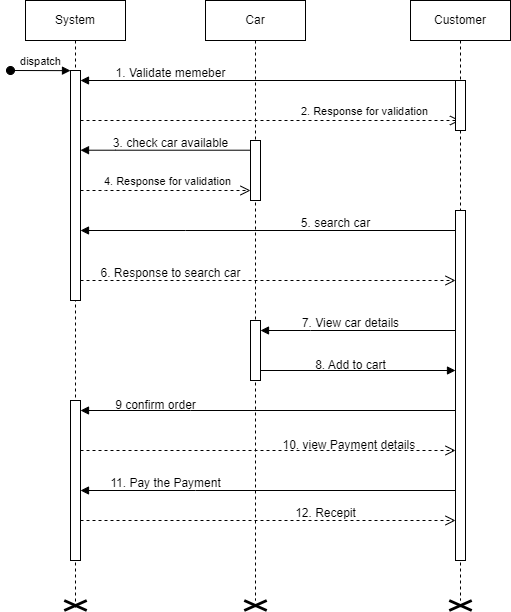 System
Car
Customer
dispatch
1. Validate memeber
2. Response for validation
3. check car available
4. Response for validation
5. search car
6. Response to search car
7. View car details
8. Add to cart
9 confirm order
10. view Payment details
11. Pay the Payment
12. Recepit